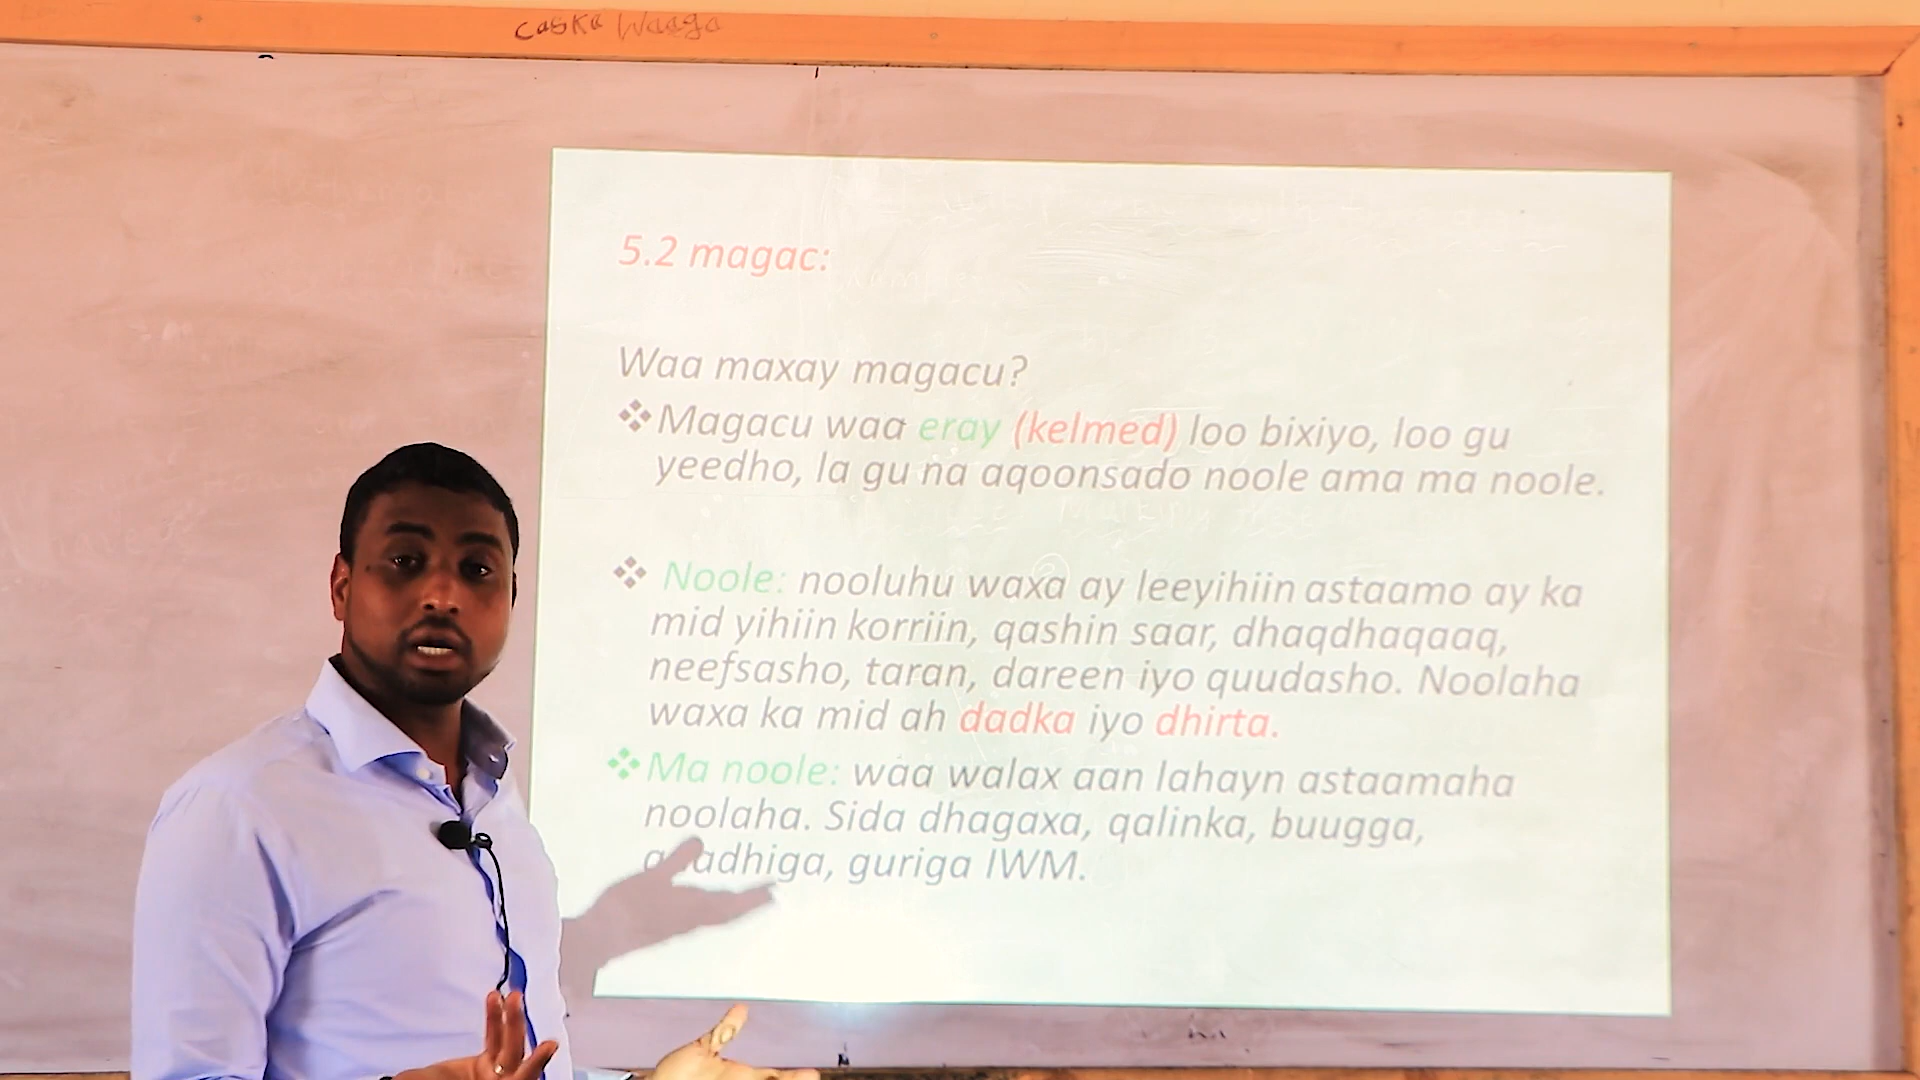 caska Waaga
5.2 magac:
Waa maxay magacu?
❖Magacu waa eray (kelmed) loo bixiyo, loo gu
yeedho, la gu na aqoonsado noole ama ma noole.
❖ Noole: nooluhu waxa ay leeyihiin astaamo ay ka
mid yihiin korriin, qashin saar, dhaqdhaqaaq,
neefsasho, taran, dareen iyo quudasho. Noolaha
waxa ka mid ah dadka iyo dhirta.
❖Ma noole: waa walax aan lahayn astaamaha
noolaha. Sida dhagaxa, qalinka, buugga,
guriga IWM.